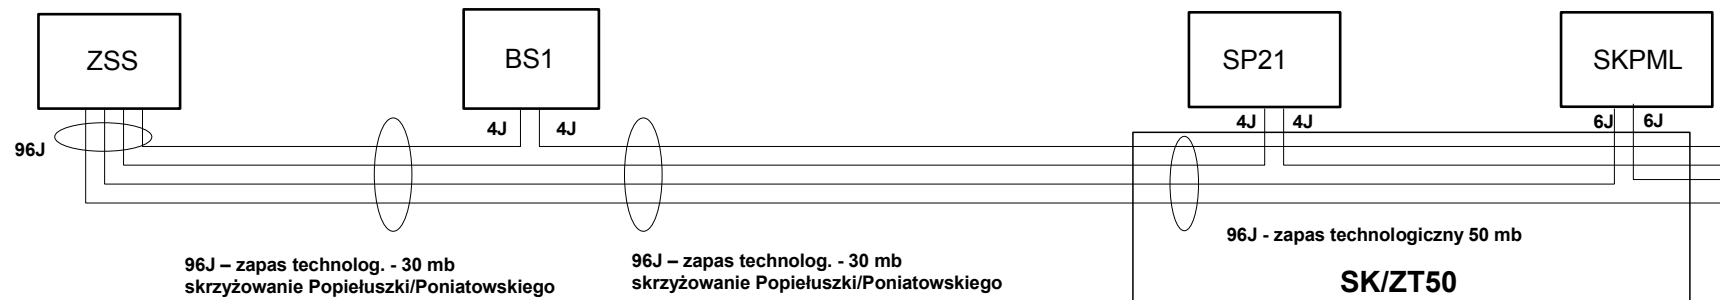 ZSS
BS1
SP21
SKPML
4J 4J
4J 4J
6J 6J
96J
96J – zapas technolog. - 30 mb
skrzyżowanie Popiełuszki/Poniatowskiego
96J – zapas technolog. - 30 mb
skrzyżowanie Popiełuszki/Poniatowskiego
96J - zapas technologiczny 50 mb
SK/ZT50